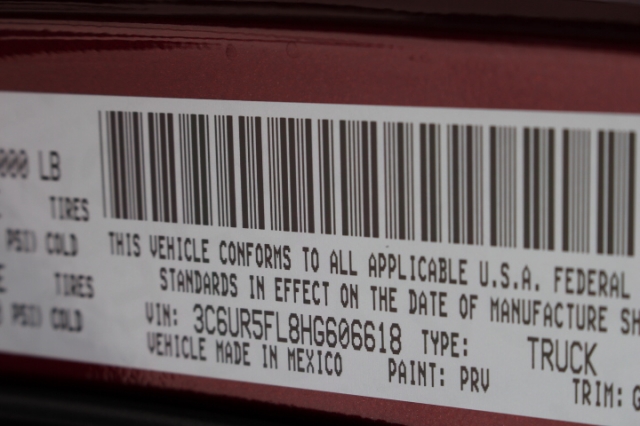 000 LB
TIRES
PSI) COLD
TIRES
PSI) COLD
THIS VEHICLE CONFORMS TO ALL APPLICABLE U.S.A. FEDERAL
STANDARDS IN EFFECT ON THE DATE OF MANUFACTURE SH
VIN: 3C6UR5FL8HG606618 TYPE: TRUCK
VEHICLE MADE IN MEXICO PAINT: PRV TRIM: G